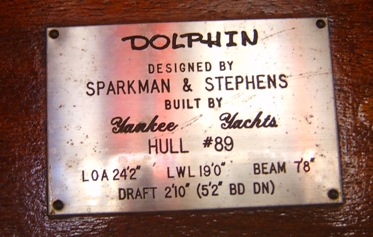 DOLPHIN
DESIGNED BY
SPARKMAN & STEPHENS
BUILT BY
Yankee Yachts
HULL #89
LOA 24'2" LWL 19'0" BEAM 7'8"
DRAFT 2'10" (5'2" BD DN)